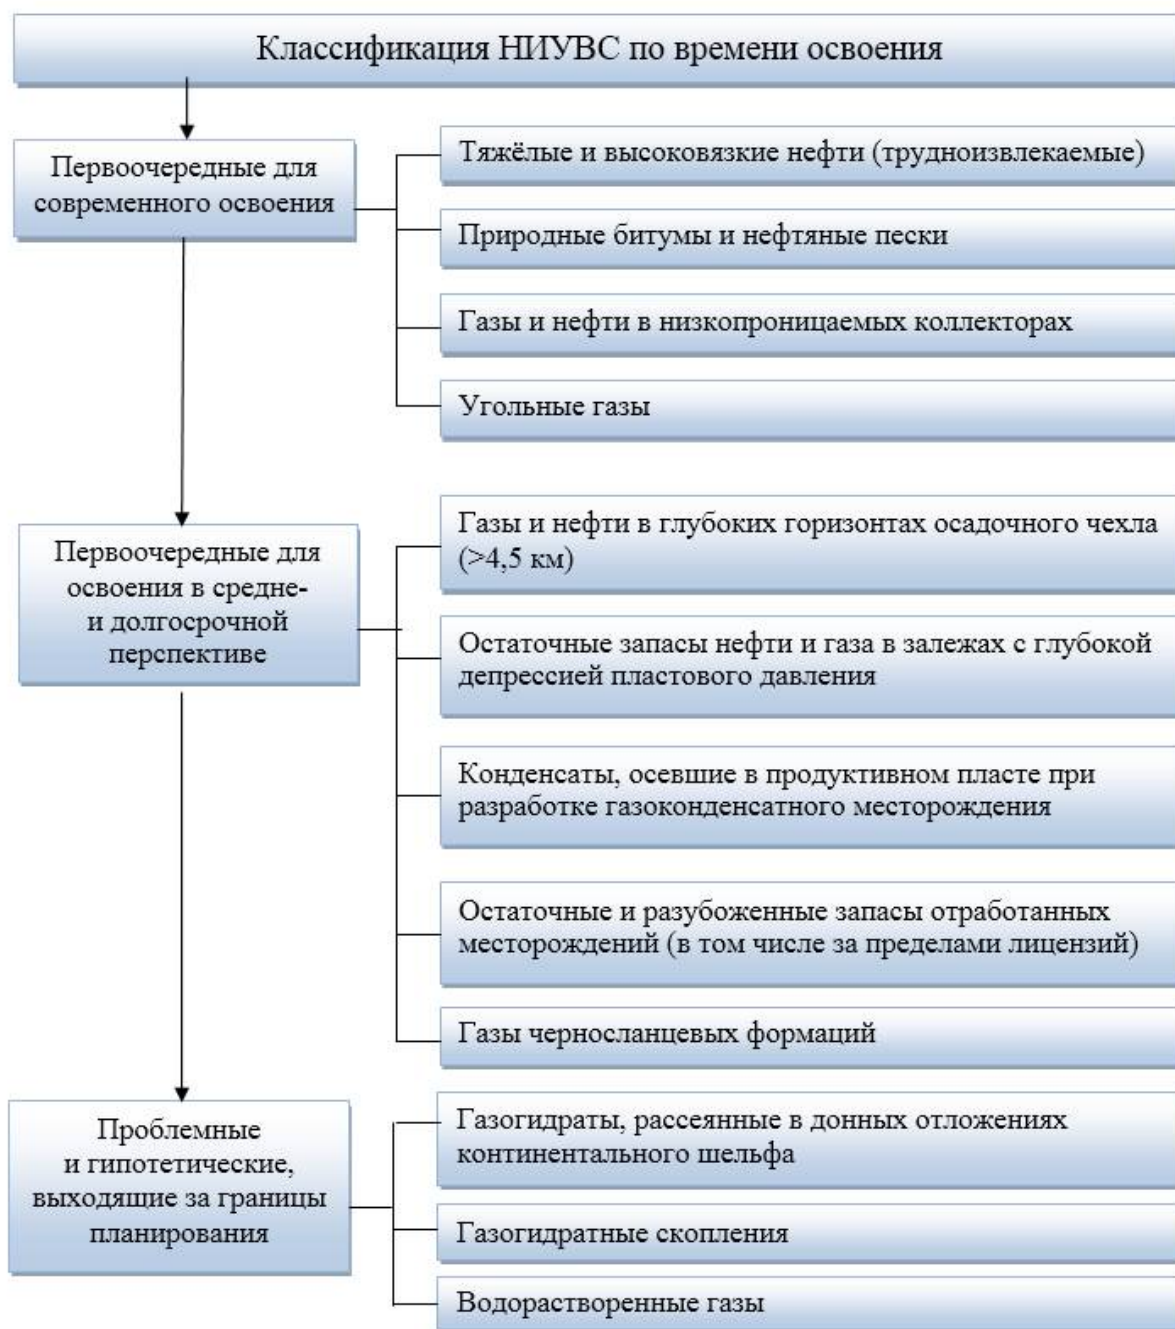 Классификация НИУВС по времени освоения
Первоочередные для
современного освоения
Тяжёлые и высоковязкие нефти (трудноизвлекаемые)
Природные битумы и нефтяные пески
Газы и нефти в низкопроницаемых коллекторах
Угольные газы
Первоочередные для
освоения в средне-
и долгосрочной
перспективе
Газы и нефти в глубоких горизонтах осадочного чехла
(>4,5 км)
Остаточные запасы нефти и газа в залежах с глубокой
депрессией пластового давления
Конденсаты, осевшие в продуктивном пласте при
разработке газоконденсатного месторождения
Остаточные и разубоженные запасы отработанных
месторождений (в том числе за пределами лицензий)
Газы черносланцевых формаций
Проблемные
и гипотетические,
выходящие за границы
планирования
Газогидраты, рассеянные в донных отложениях
континентального шельфа
Газогидратные скопления
Водорастворенные газы